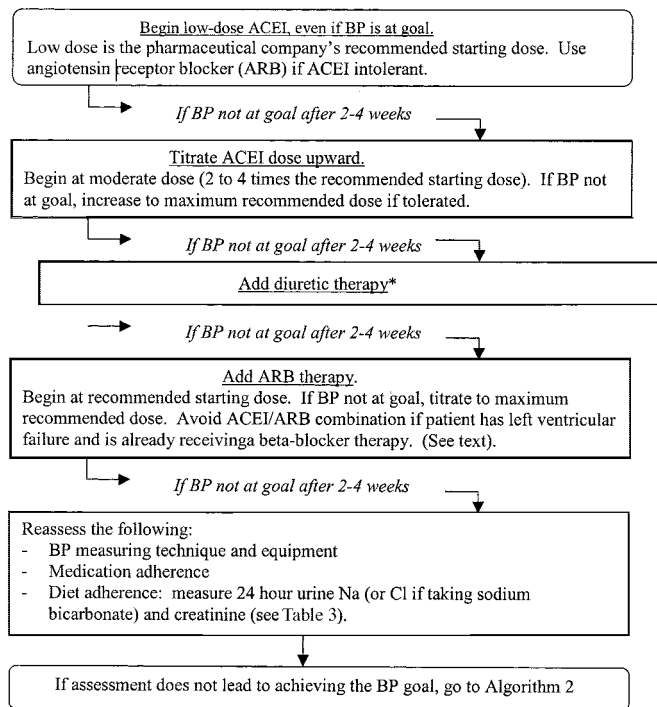 Begin low-dose ACEI, even if BP is at goal.
Low dose is the pharmaceutical company's recommended starting dose. Use
angiotensin receptor blocker (ARB) if ACEI intolerant.
If BP not at goal after 2-4 weeks
Titrate ACEI dose upward.
Begin at moderate dose (2 to 4 times the recommended starting dose). If BP not
at goal, increase to maximum recommended dose if tolerated.
If BP not at goal after 2-4 weeks
Add diuretic therapy*
If BP not at goal after 2-4 weeks
Add ARB therapy.
Begin at recommended starting dose. If BP not at goal, titrate to maximum
recommended dose. Avoid ACEI/ARB combination if patient has left ventricular
failure and is already receivinga beta-blocker therapy. (See text).
If BP not at goal after 2-4 weeks
Reassess the following:
- BP measuring technique and equipment
- Medication adherence
- Diet adherence: measure 24 hour urine Na (or Cl if taking sodium
bicarbonate) and creatinine (see Table 3).
If assessment does not lead to achieving the BP goal, go to Algorithm 2